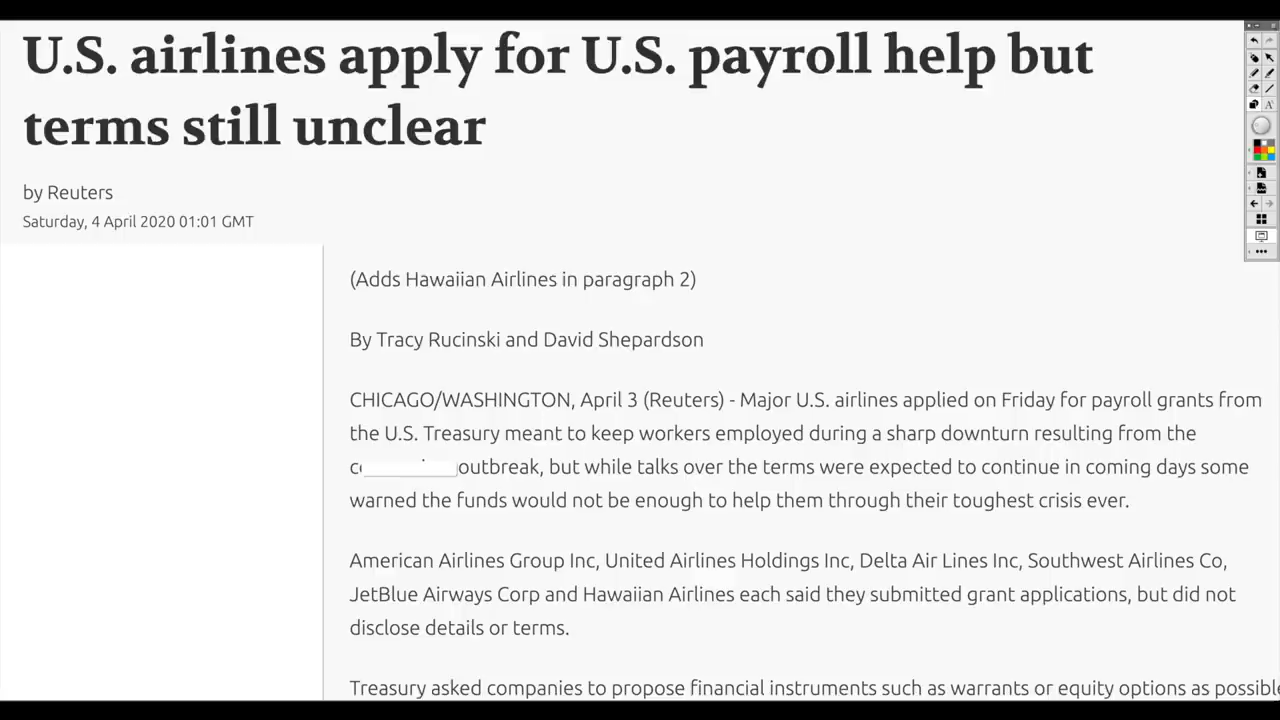 U.S. airlines apply for U.S. payroll help but
terms still unclear
by Reuters
Saturday, 4 April 2020 01:01 GMT
(Adds Hawaiian Airlines in paragraph 2)
By Tracy Rucinski and David Shepardson
CHICAGO/WASHINGTON, April 3 (Reuters) - Major U.S. airlines applied on Friday for payroll grants from
the U.S. Treasury meant to keep workers employed during a sharp downturn resulting from the
outbreak, but while talks over the terms were expected to continue in coming days some
warned the funds would not be enough to help them through their toughest crisis ever.
American Airlines Group Inc, United Airlines Holdings Inc, Delta Air Lines Inc, Southwest Airlines Co,
JetBlue Airways Corp and Hawaiian Airlines each said they submitted grant applications, but did not
disclose details or terms.
Treasury asked companies to propose financial instruments such as warrants or equity options as possible